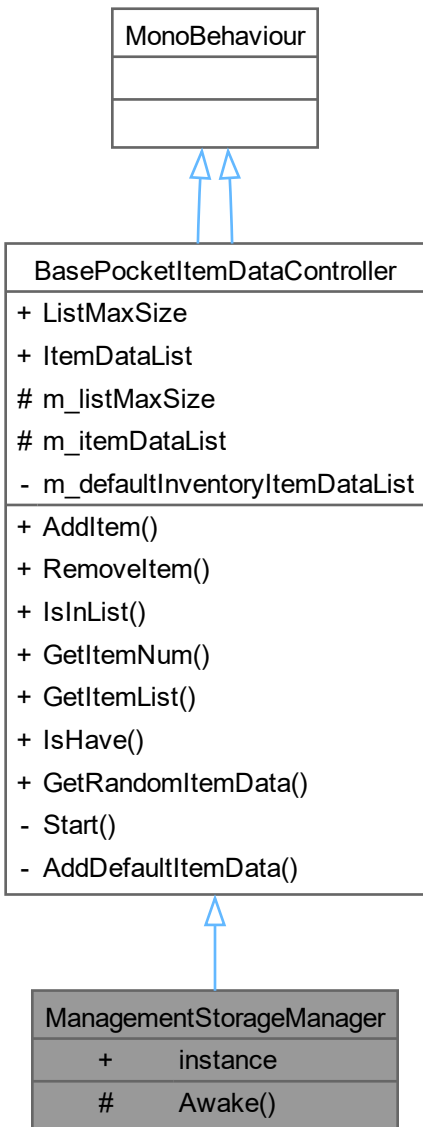 MonoBehaviour
BasePocketItemDataController
+ ListMaxSize
+ ItemDataList
# m_listMaxSize
# m_itemDataList
- m_defaultInventoryItemDataList
+ AddItem()
+ RemoveItem()
+ IsInList()
+ GetItemNum()
+ GetItemList()
+ IsHave()
+ GetRandomItemData()
- Start()
- AddDefaultItemData()
ManagementStorageManager
+ instance
# Awake()